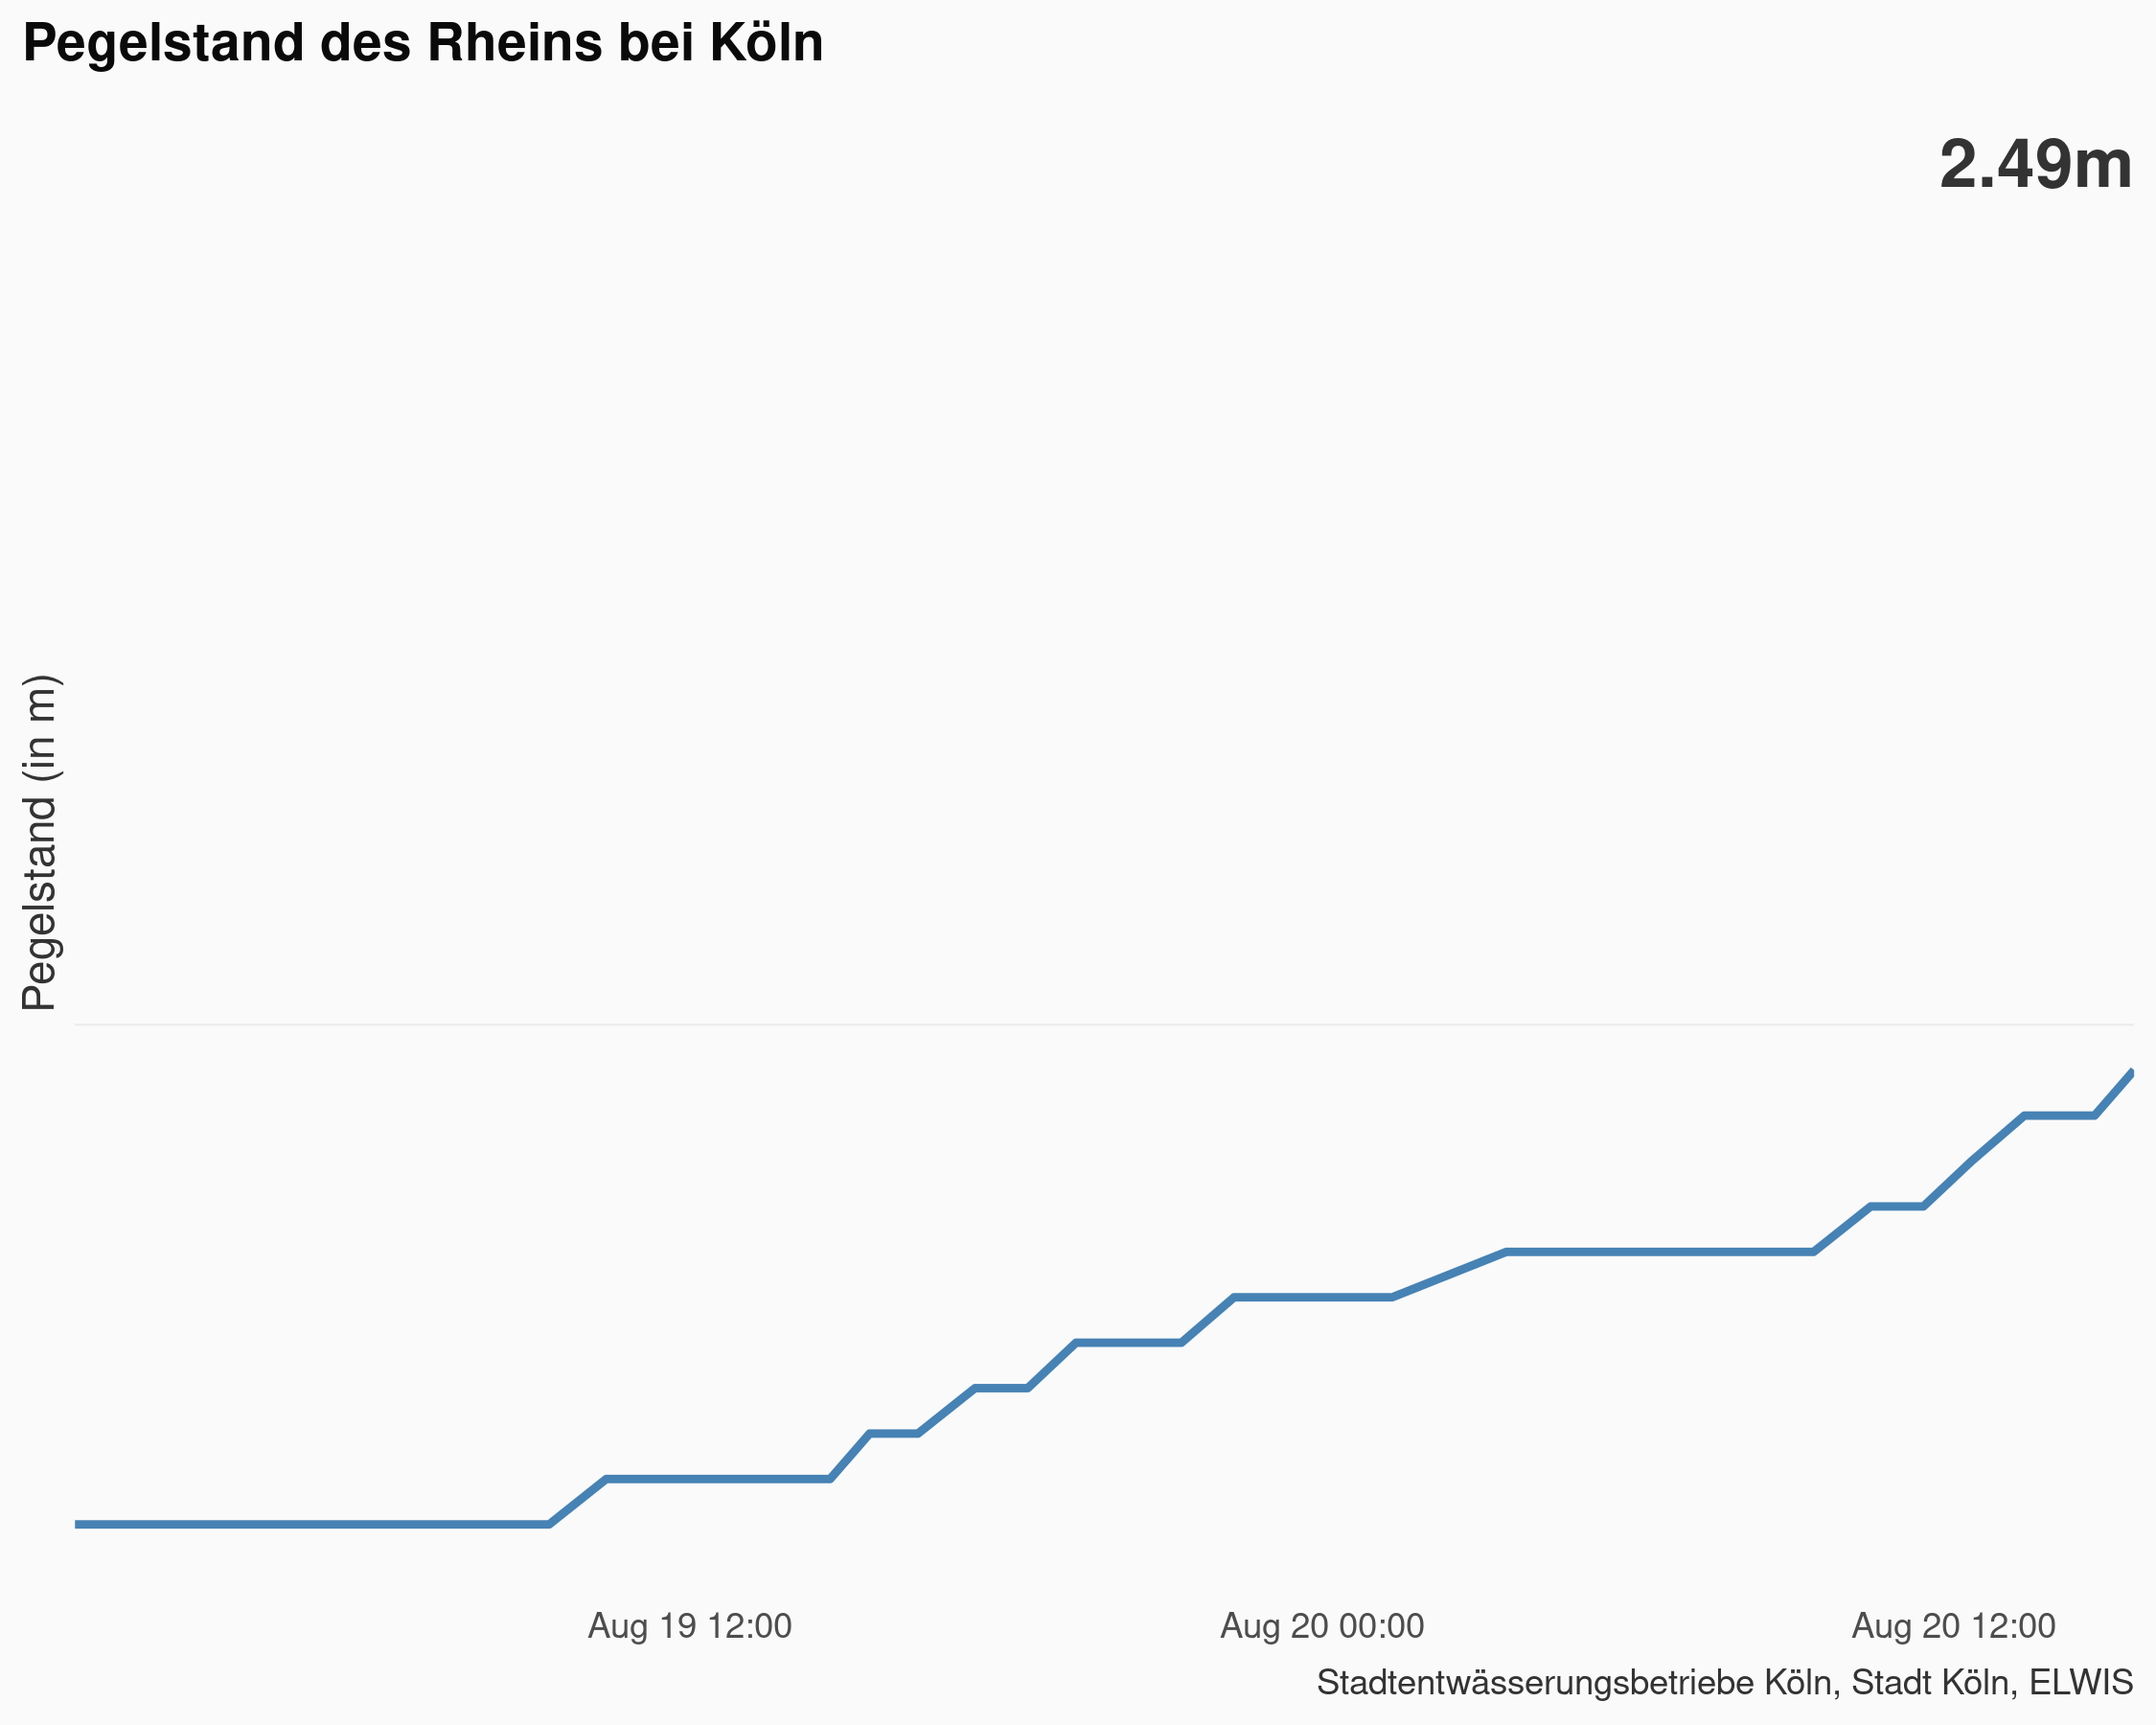 Pegelstand des Rheins bei Köln
2.49m
Pegelstand (in m)
Aug 19 12:00
Aug 20 00:00
Aug 20 12:00
Stadtentwässerungsbetriebe Köln, Stadt Köln, ELWIS